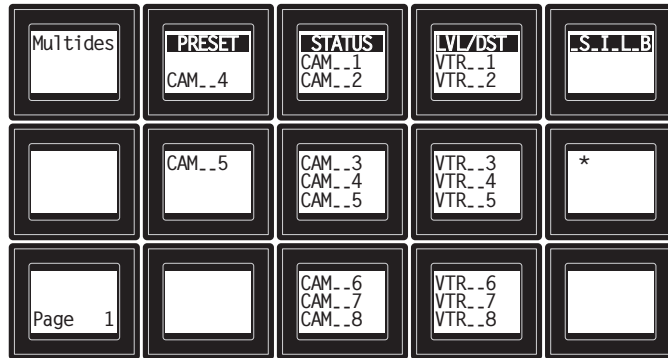 Multides
PRESET
CAM__4
STATUS
CAM__1
CAM__2
LVL/DST
VTR__1
VTR__2
_S_I_L_B
CAM__5
CAM__3
CAM__4
CAM__5
VTR__3
VTR__4
VTR__5
*
Page 1
CAM__6
CAM__7
CAM__8
VTR__6
VTR__7
VTR__8